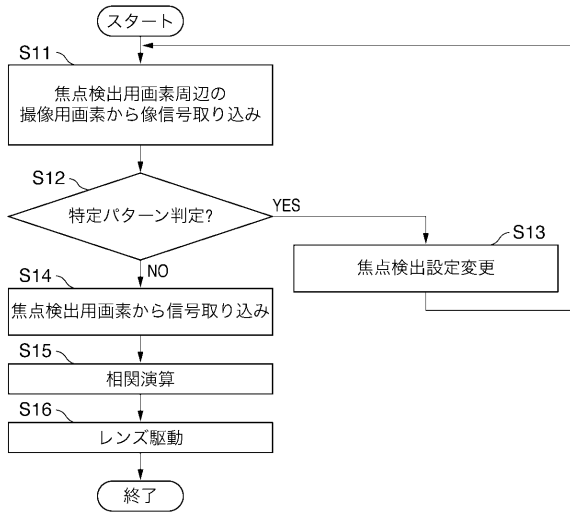 スタート
S11
焦点検出用画素周辺の
撮像用画素から像信号取り込み
S12
特定パターン判定?
YES
S13
焦点検出設定変更
NO
S14
焦点検出用画素から信号取り込み
S15
相関演算
S16
レンズ駆動
終了